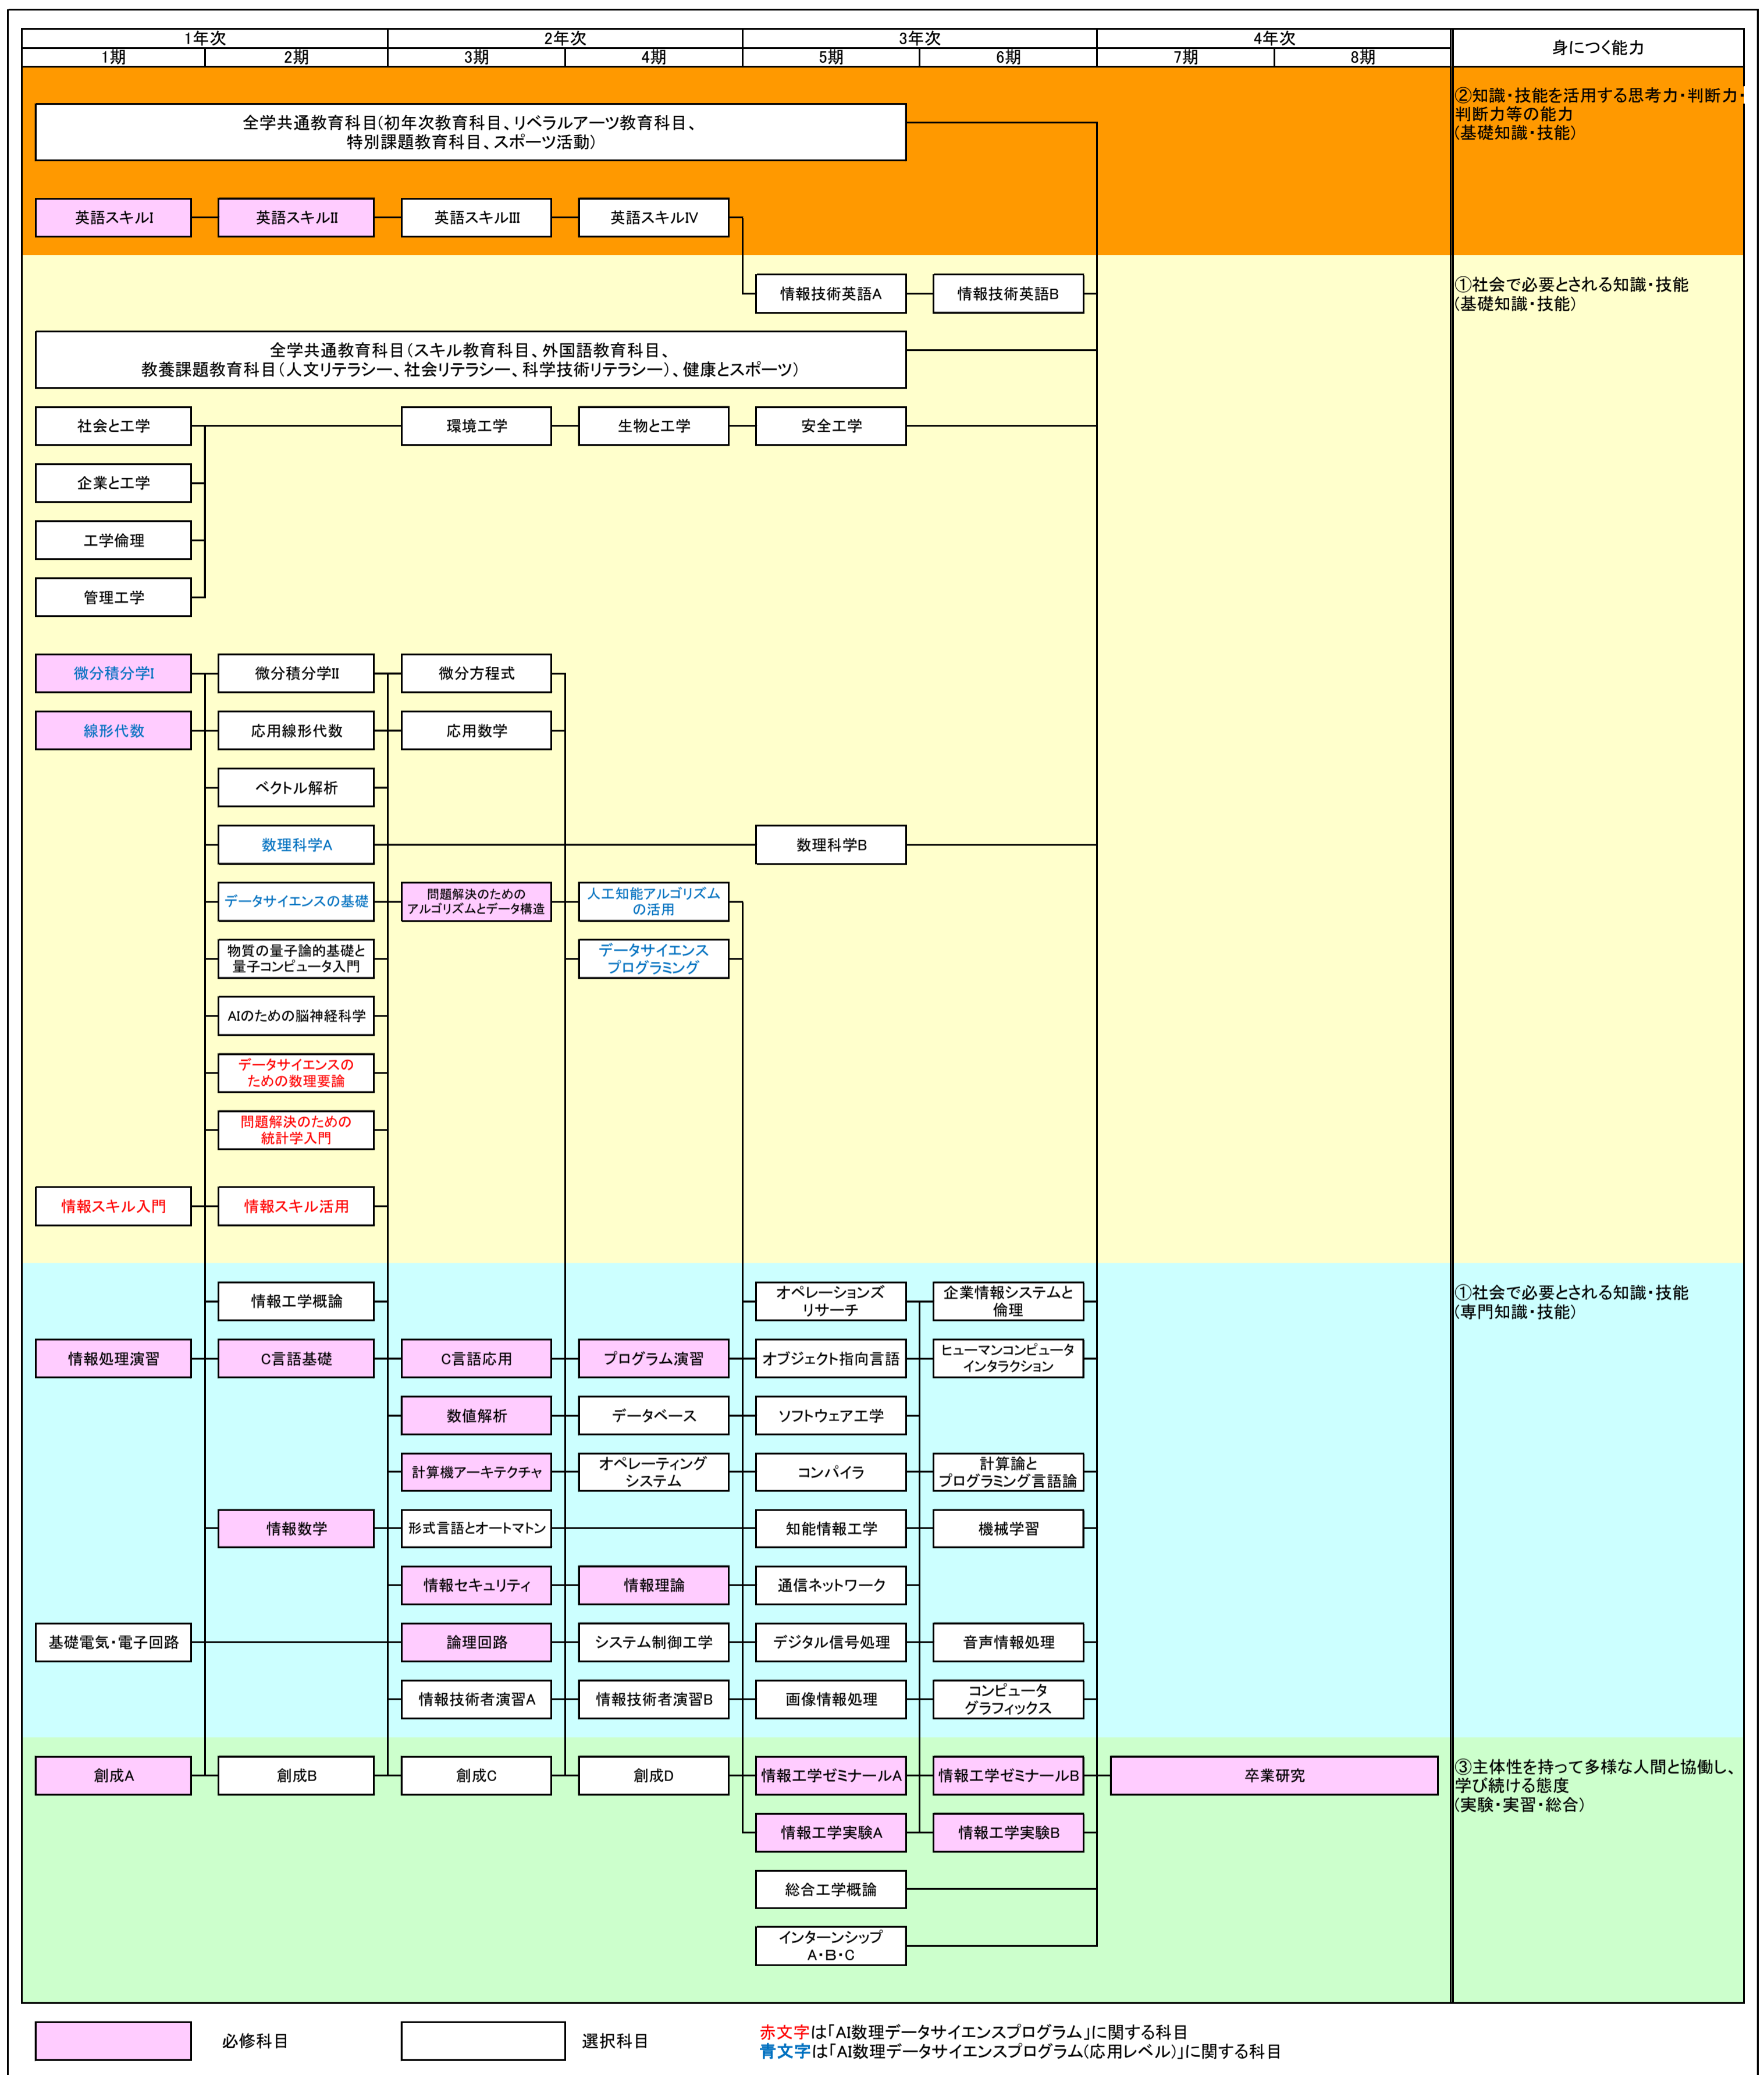 1年次
2年次
3年次
4年次
身につく能力
1期
2期
3期
4期
5期
6期
7期
8期
②知識・技能を活用する思考力・判断力・
判断力等の能力
(基礎知識・技能)
全学共通教育科目(初年次教育科目、リベラルアーツ教育科目、
特別課題教育科目、スポーツ活動)
英語スキルI
英語スキルII
英語スキルIII
英語スキルIV
情報技術英語A
情報技術英語B
①社会で必要とされる知識・技能
(基礎知識・技能)
全学共通教育科目(スキル教育科目、外国語教育科目、
教養課題教育科目(人文リテラシー、社会リテラシー、科学技術リテラシー)、健康とスポーツ)
社会と工学
環境工学
生物と工学
安全工学
企業と工学
工学倫理
管理工学
微分積分学I
微分積分学II
微分方程式
線形代数
応用線形代数
応用数学
ベクトル解析
数理科学A
数理科学B
データサイエンスの基礎
問題解決のための
アルゴリズムとデータ構造
人工知能アルゴリズム
の活用
物質の量子論的基礎と
量子コンピュータ入門
データサイエンス
プログラミング
AIのための脳神経科学
データサイエンスの
ための数理要論
問題解決のための
統計学入門
情報スキル入門
情報スキル活用
情報工学概論
オペレーションズ
リサーチ
企業情報システムと
倫理
①社会で必要とされる知識・技能
(専門知識・技能)
情報処理演習
C言語基礎
C言語応用
プログラム演習
オブジェクト指向言語
ヒューマンコンピュータ
インタラクション
数値解析
データベース
ソフトウェア工学
計算機アーキテクチャ
オペレーティング
システム
コンパイラ
計算論と
プログラミング言語論
情報数学
形式言語とオートマトン
知能情報工学
機械学習
情報セキュリティ
情報理論
通信ネットワーク
基礎電気・電子回路
論理回路
システム制御工学
デジタル信号処理
音声情報処理
情報技術者演習A
情報技術者演習B
画像情報処理
コンピュータ
グラフィックス
創成A
創成B
創成C
創成D
情報工学ゼミナールA
情報工学ゼミナールB
卒業研究
③主体性を持って多様な人間と協働し、
学び続ける態度
(実験・実習・総合)
情報工学実験A
情報工学実験B
総合工学概論
インターンシップ
A・B・C
必修科目
選択科目
赤文字は「AI数理データサイエンスプログラム」に関する科目
青文字は「AI数理データサイエンスプログラム(応用レベル)」に関する科目